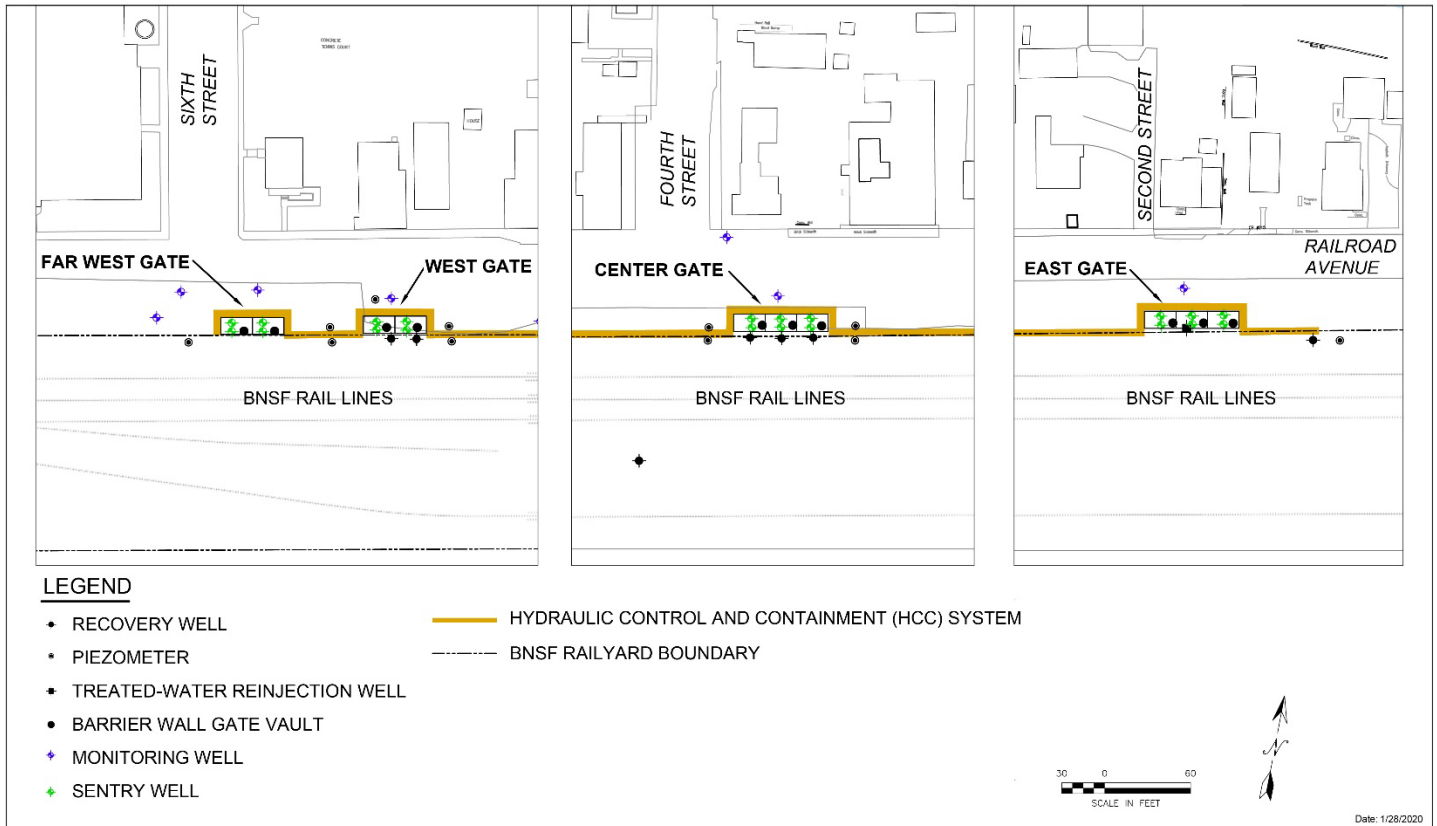 SIXTH
STREET
CONCRETE
TENNIS COURT
FAR WEST GATE
WEST GATE
BNSF RAIL LINES
FOURTH
STREET
CENTER GATE
BNSF RAIL LINES
SECOND STREET
RAILROAD
AVENUE
EAST GATE
BNSF RAIL LINES
LEGEND
RECOVERY WELL
PIEZOMETER
TREATED-WATER REINJECTION WELL
BARRIER WALL GATE VAULT
MONITORING WELL
SENTRY WELL
HYDRAULIC CONTROL AND CONTAINMENT (HCC) SYSTEM
BNSF RAILYARD BOUNDARY
N
30 0 60
SCALE IN FEET
Date: 1/28/2020